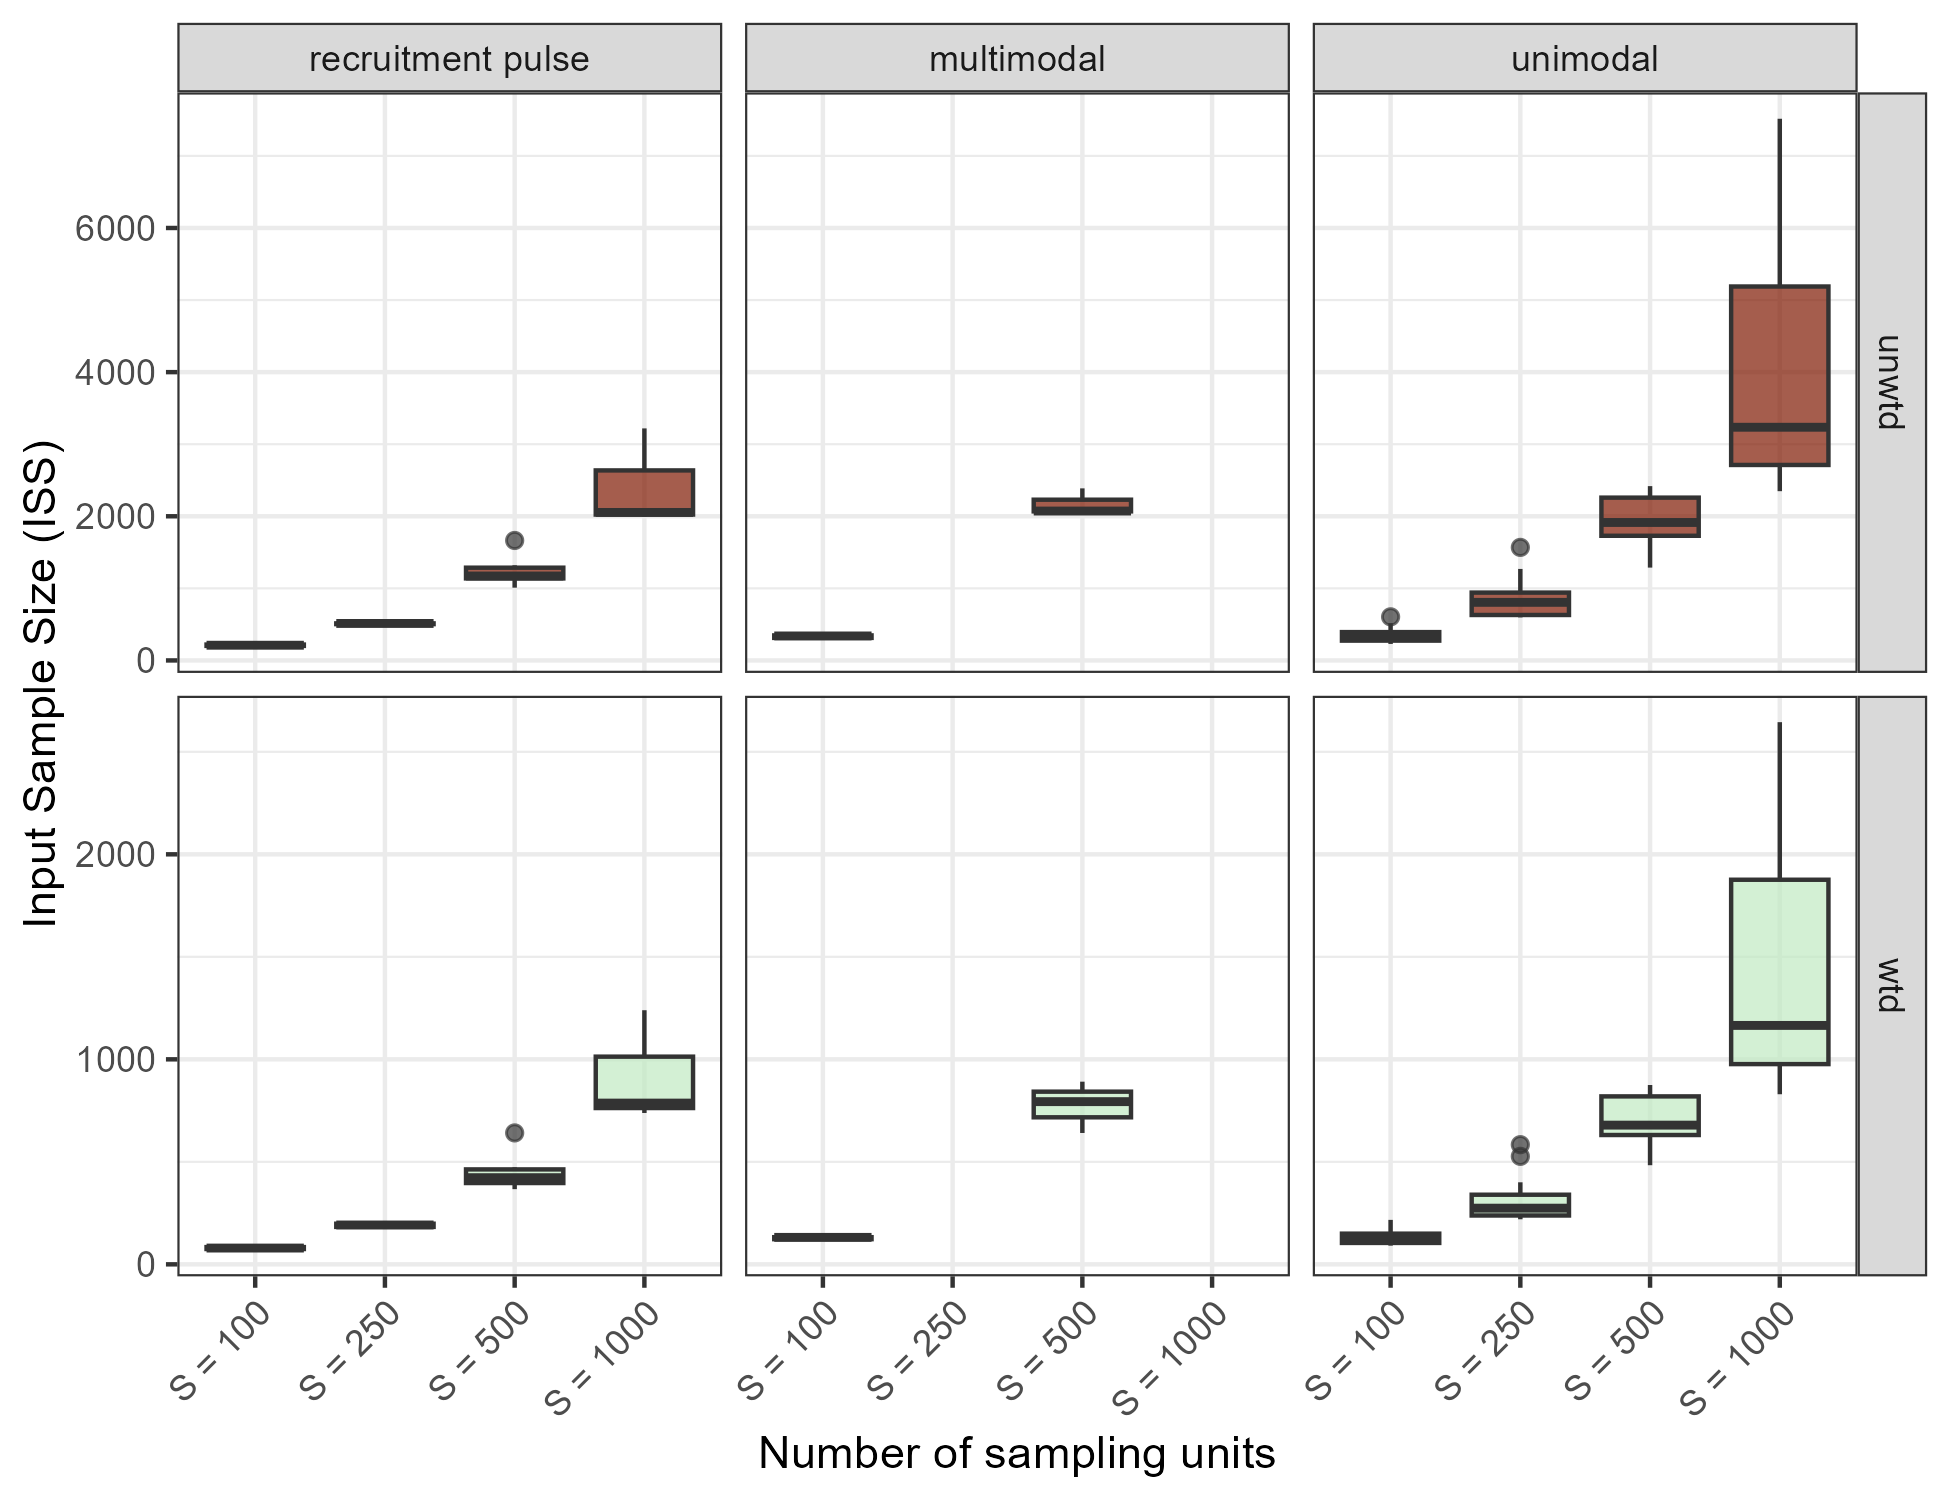 recruitment pulse
multimodal
unimodal
unwtd
wtd
Input Sample Size (ISS)
6000
4000
2000
0
2000
1000
0
S = 100
S = 250
S = 500
S = 1000
S = 100
S = 250
S = 500
S = 1000
S = 100
S = 250
S = 500
S = 1000
Number of sampling units